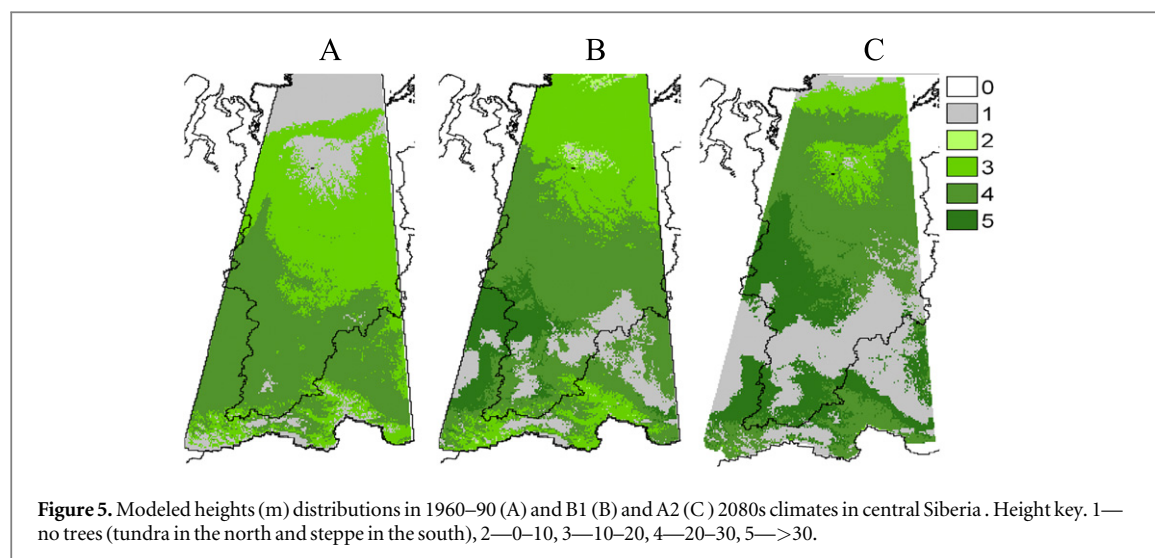 A B C
0
1
2
3
4
5
Figure 5. Modeled heights (m) distributions in 1960–90 (A) and B1 (B) and A2 (C ) 2080s climates in central Siberia . Height key. 1—
no trees (tundra in the north and steppe in the south), 2—0–10, 3—10–20, 4—20–30, 5—>30.